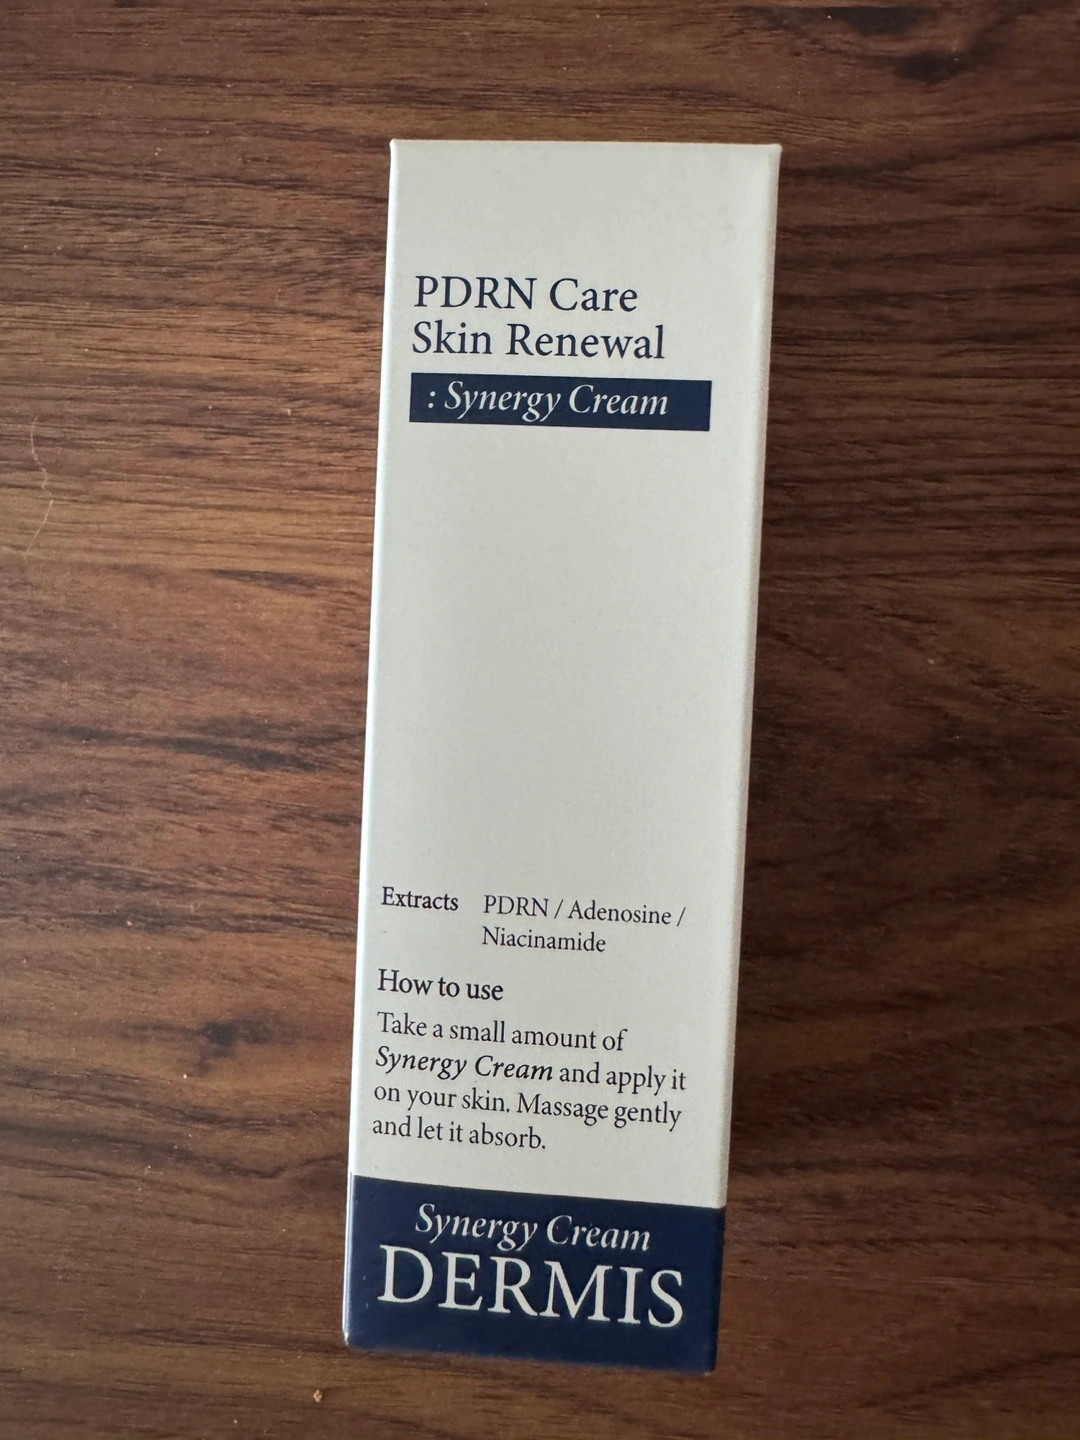 PDRN Care
Skin Renewal
: Synergy Cream
Extracts PDRN / Adenosine /
Niacinamide
How to use
Take a small amount of
Synergy Cream and apply it
on your skin. Massage gently
and let it absorb.
Synergy Cream
DERMIS